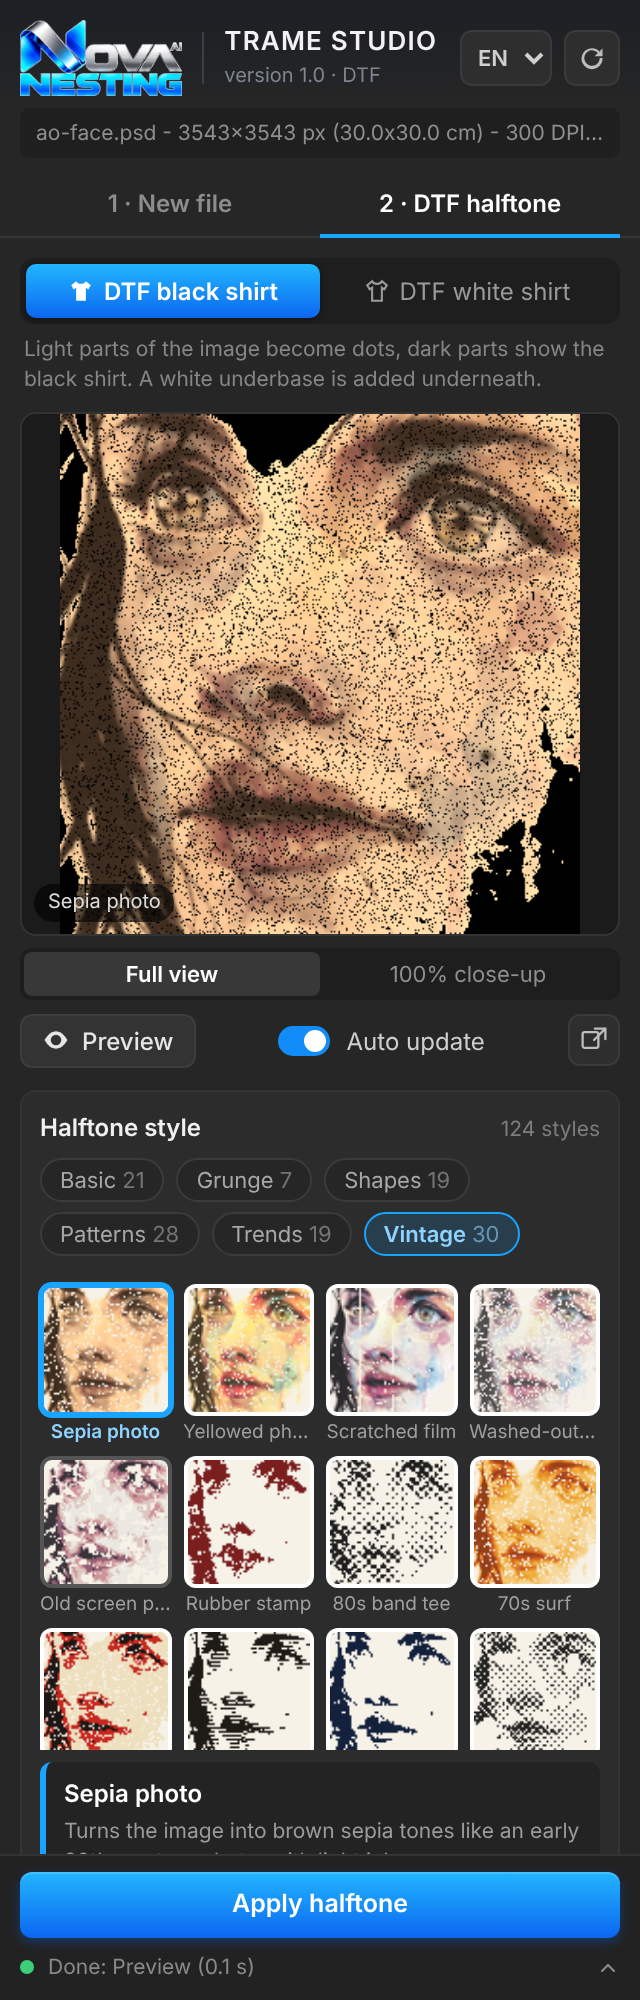 NOVA AI
NESTING
TRAME STUDIO
version 1.0 · DTF
EN
ao-face.psd - 3543×3543 px (30.0x30.0 cm) - 300 DPI...
1 · New file
2 · DTF halftone
DTF black shirt
DTF white shirt
Light parts of the image become dots, dark parts show the
black shirt. A white underbase is added underneath.
Sepia photo
Full view
100% close-up
Preview
Auto update
Halftone style
124 styles
Basic 21
Grunge 7
Shapes 19
Patterns 28
Trends 19
Vintage 30
Sepia photo
Yellowed ph...
Scratched film
Washed-out...
Old screen p...
Rubber stamp
80s band tee
70s surf
Sepia photo
Turns the image into brown sepia tones like an early
Apply halftone
Done: Preview (0.1 s)